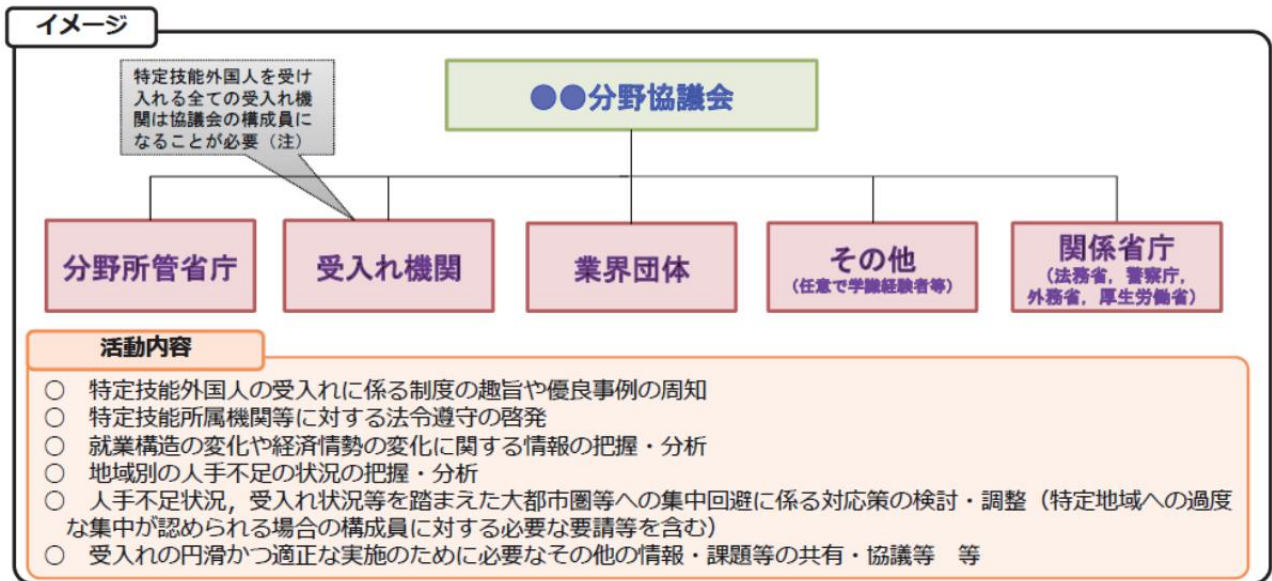 イメージ
特定技能外国人を受け
入れる全ての受入れ機
関は協議会の構成員に
なることが必要（注）
●●分野協議会
分野所管省庁
受入れ機関
業界団体
その他
（任意で学識経験者等）
関係省庁
（法務省，警察庁，
外務省，厚生労働省）
活動内容
○　特定技能外国人の受入れに係る制度の趣旨や優良事例の周知
○　特定技能所属機関等に対する法令遵守の啓発
○　就業構造の変化や経済情勢の変化に関する情報の把握・分析
○　地域別の人手不足の状況の把握・分析
○　人手不足状況，受入れ状況等を踏まえた大都市圏等への集中回避に係る対応策の検討・調整（特定地域への過度
な集中が認められる場合の構成員に対する必要な要請等を含む）
○　受入れの円滑かつ適正な実施のために必要なその他の情報・課題等の共有・協議等　等